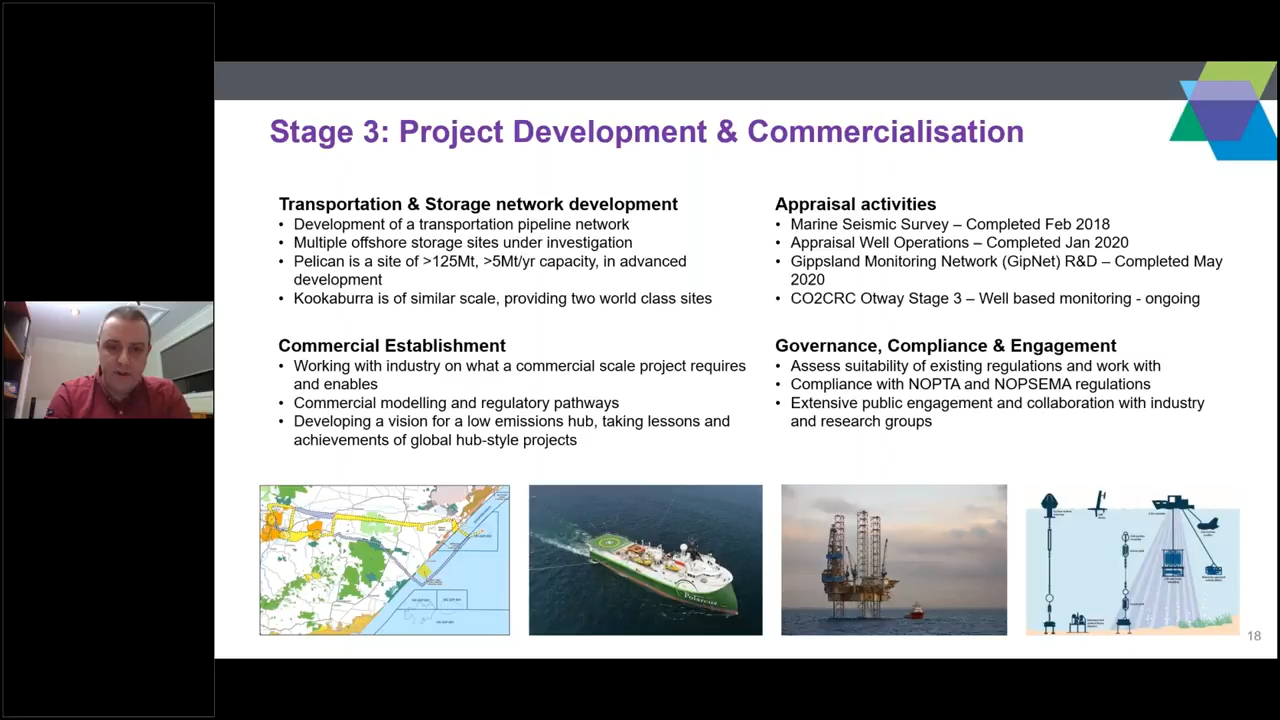 Stage 3: Project Development & Commercialisation
Transportation & Storage network development
• Development of a transportation pipeline network
• Multiple offshore storage sites under investigation
• Pelican is a site of >125Mt, >5Mt/yr capacity, in advanced
development
• Kookaburra is of similar scale, providing two world class sites
Commercial Establishment
• Working with industry on what a commercial scale project requires
and enables
• Commercial modelling and regulatory pathways
• Developing a vision for a low emissions hub, taking lessons and
achievements of global hub-style projects
Appraisal activities
• Marine Seismic Survey – Completed Feb 2018
• Appraisal Well Operations – Completed Jan 2020
• Gippsland Monitoring Network (GipNet) R&D – Completed May
2020
• CO2CRC Otway Stage 3 – Well based monitoring - ongoing
Governance, Compliance & Engagement
• Assess suitability of existing regulations and work with
• Compliance with NOPTA and NOPSEMA regulations
• Extensive public engagement and collaboration with industry
and research groups
Polarcus
18